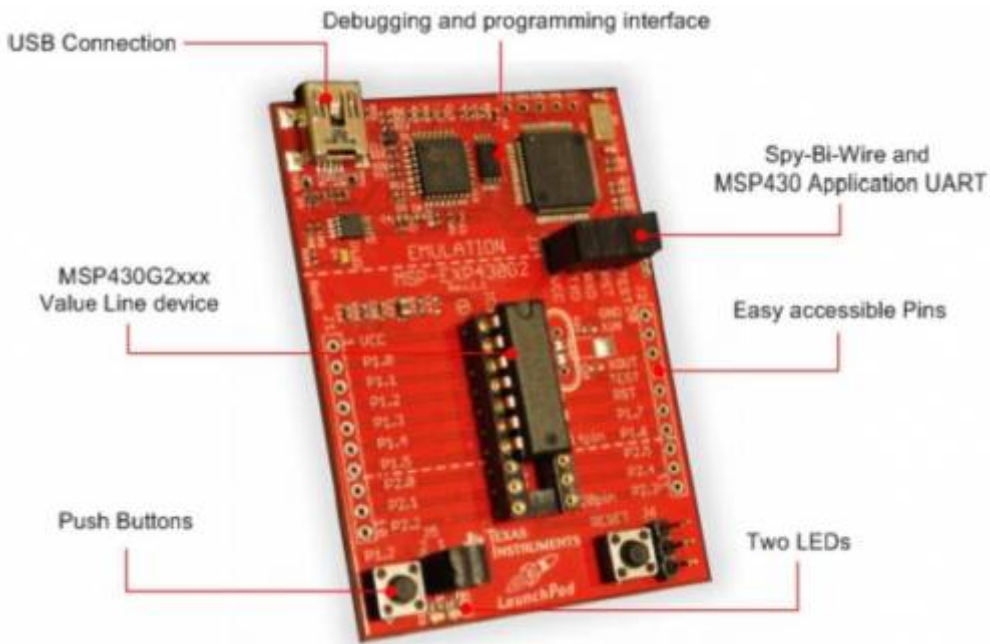 Debugging and programming interface
USB Connection
Spy-Bi-Wire and
MSP430 Application UART
MSP430G2xxx
Value Line device
Easy accessible Pins
Push Buttons
Two LEDs
EMULATION
MSP-EXP430G2
VCC
P1.0
P1.1
P1.2
P1.3
P1.4
P1.5
P2.0
P2.1
P2.2
GND
XIN
XOUT
TEST
RST
P1.7
P1.6
P2.5
P2.4
P2.3
20pin
RESET
P1.3
TEXAS
INSTRUMENTS
LaunchPad